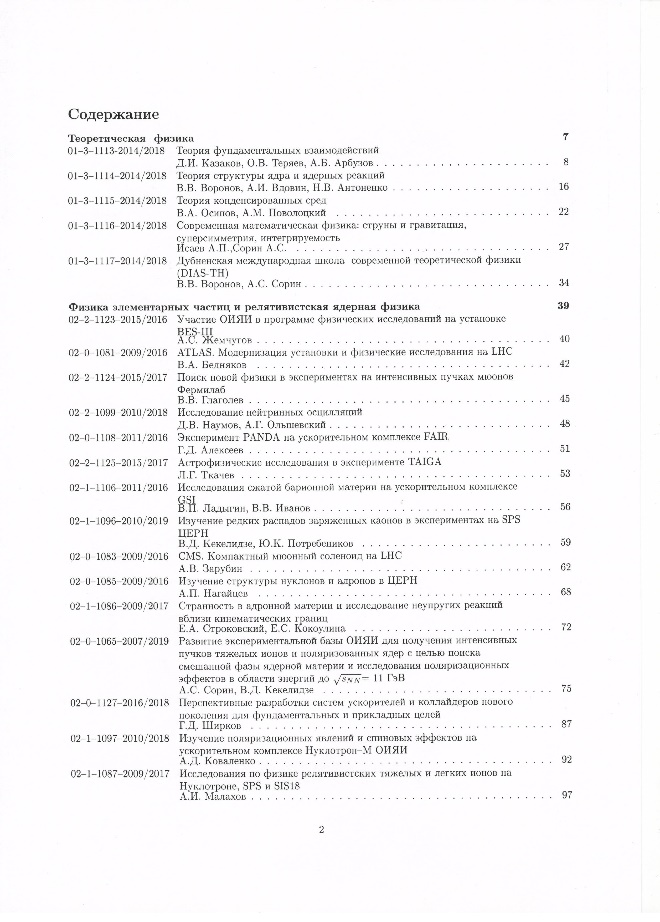 Содержание
Теоретическая физика 7
01–3–1113-2014/2018 Теория фундаментальных взаимодействий
Д.И. Казаков, О.В. Теряев, А.Б. Арбузов . . . . . . . . . . . . . . . . . . . . . . 8
01–3–1114–2014/2018 Теория структуры ядра и ядерных реакций
В.В. Воронов, А.И. Вдовин, Н.В. Антоненко . . . . . . . . . . . . . . . . . . . . 16
01–3–1115–2014/2018 Теория конденсированных сред
В.А. Осипов, А.М. Поволоцкий . . . . . . . . . . . . . . . . . . . . . . . . . . . 22
01–3–1116–2014/2018 Современная математическая физика: струны и гравитация,
суперсимметрия, интегрируемость
Исаев А.П.,Сорин А.С. . . . . . . . . . . . . . . . . . . . . . . . . . . . . . . . 27
01–3–1117–2014/2018 Дубненская международная школа современной теоретической физики
(DIAS-TH)
В.В. Воронов, А.С. Сорин . . . . . . . . . . . . . . . . . . . . . . . . . . . . . . 34
Физика элементарных частиц и релятивистская ядерная физика 39
02–2–1123–2015/2016 Участие ОИЯИ в программе физических исследований на установке
BES-III
А.С. Жемчугов . . . . . . . . . . . . . . . . . . . . . . . . . . . . . . . . . . . . 40
02–0–1081–2009/2016 ATLAS. Модернизация установки и физические исследования на LHC
В.А. Бедняков . . . . . . . . . . . . . . . . . . . . . . . . . . . . . . . . . . . . 42
02–2–1124–2015/2017 Поиск новой физики в экспериментах на интенсивных пучках мюонов
Фермилаб
В.В. Глаголев . . . . . . . . . . . . . . . . . . . . . . . . . . . . . . . . . . . . . 45
02–2–1099–2010/2018 Исследование нейтринных осцилляций
Д.В. Наумов, А.Г. Ольшевский . . . . . . . . . . . . . . . . . . . . . . . . . . . 48
02–0–1108–2011/2016 Эксперимент PANDA на ускорительном комплексе FAIR.
Г.Д. Алексеев . . . . . . . . . . . . . . . . . . . . . . . . . . . . . . . . . . . . . 51
02–2–1125–2015/2017 Астрофизические исследования в эксперименте TAIGA
Л.Г. Ткачев . . . . . . . . . . . . . . . . . . . . . . . . . . . . . . . . . . . . . . 53
02–1–1106–2011/2016 Исследования сжатой барионной материи на ускорительном комплексе
GSI
В.П. Ладыгин, В.В. Иванов . . . . . . . . . . . . . . . . . . . . . . . . . . . . . 56
02–1–1096–2010/2019 Изучение редких распадов заряженных каонов в экспериментах на SPS
ЦЕРН
В.Д. Кекелидзе, Ю.К. Потребеников . . . . . . . . . . . . . . . . . . . . . . . . 59
02–0–1083–2009/2016 CMS. Компактный мюонный соленоид на LHC
А.В. Зарубин . . . . . . . . . . . . . . . . . . . . . . . . . . . . . . . . . . . . . 62
02–0–1085–2009/2016 Изучение структуры нуклонов и адронов в ЦЕРН
А.П. Нагайцев . . . . . . . . . . . . . . . . . . . . . . . . . . . . . . . . . . . . 68
02–1–1086–2009/2017 Странность в адронной материи и исследование неупругих реакций
вблизи кинематических границ
Е.А. Строковский, Е.С. Кокоулина . . . . . . . . . . . . . . . . . . . . . . . . . 72
02–0–1065–2007/2019 Развитие экспериментальной базы ОИЯИ для получения интенсивных
пучков тяжелых ионов и поляризованных ядер с целью поиска
смешанной фазы ядерной материи и исследования поляризационных
эффектов в области энергий до √sNN= 11 ГэВ
А.С. Сорин, В.Д. Кекелидзе . . . . . . . . . . . . . . . . . . . . . . . . . . . . . 75
02–0–1127–2016/2018 Перспективные разработки систем ускорителей и коллайдеров нового
поколения для фундаментальных и прикладных целей
Г.Д. Ширков . . . . . . . . . . . . . . . . . . . . . . . . . . . . . . . . . . . . . 87
02–1–1097–2010/2018 Изучение поляризационных явлений и спиновых эффектов на
ускорительном комплексе Нуклотрон–М ОИЯИ
А.Д. Коваленко . . . . . . . . . . . . . . . . . . . . . . . . . . . . . . . . . . . . 92
02–1–1087–2009/2017 Исследования по физике релятивистских тяжелых и легких ионов на
Нуклотроне, SPS и SIS18
А.И. Малахов . . . . . . . . . . . . . . . . . . . . . . . . . . . . . . . . . . . . . 97
2